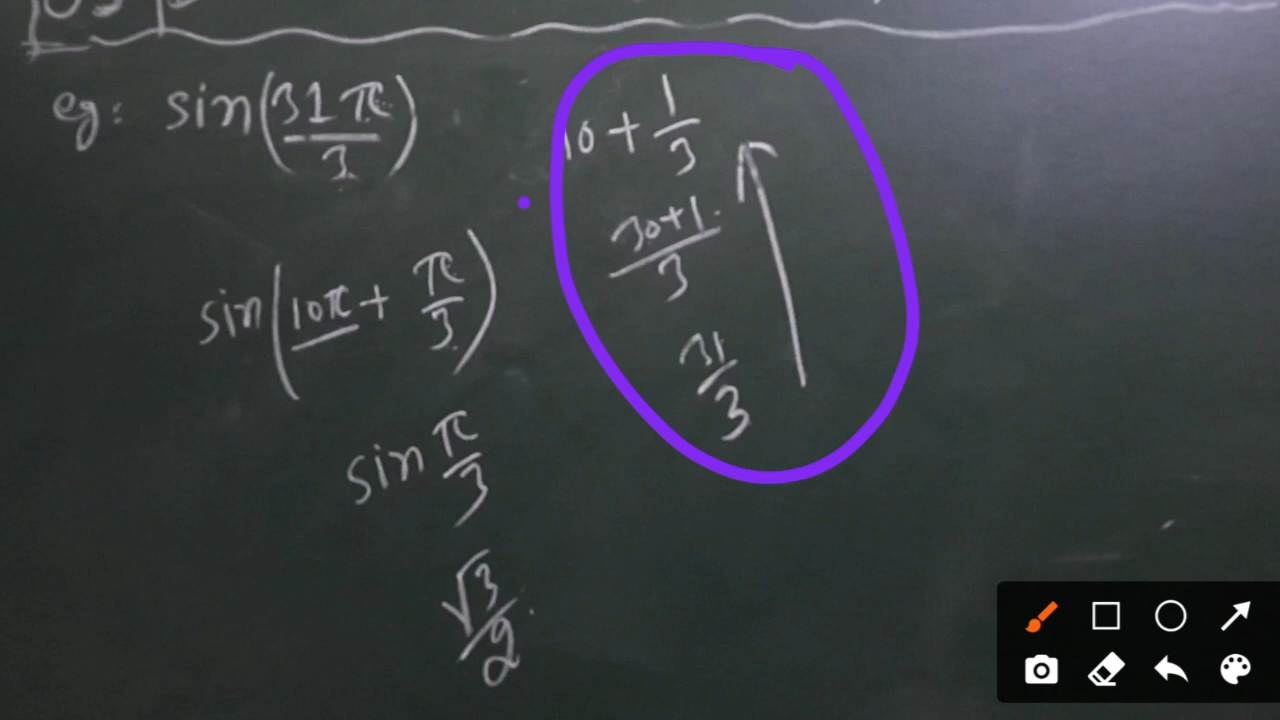 eg: sin(31π/3)
10 + 1/3
30+1/3
sin(10π + π/3)
31/3
sin π/3
√3/2